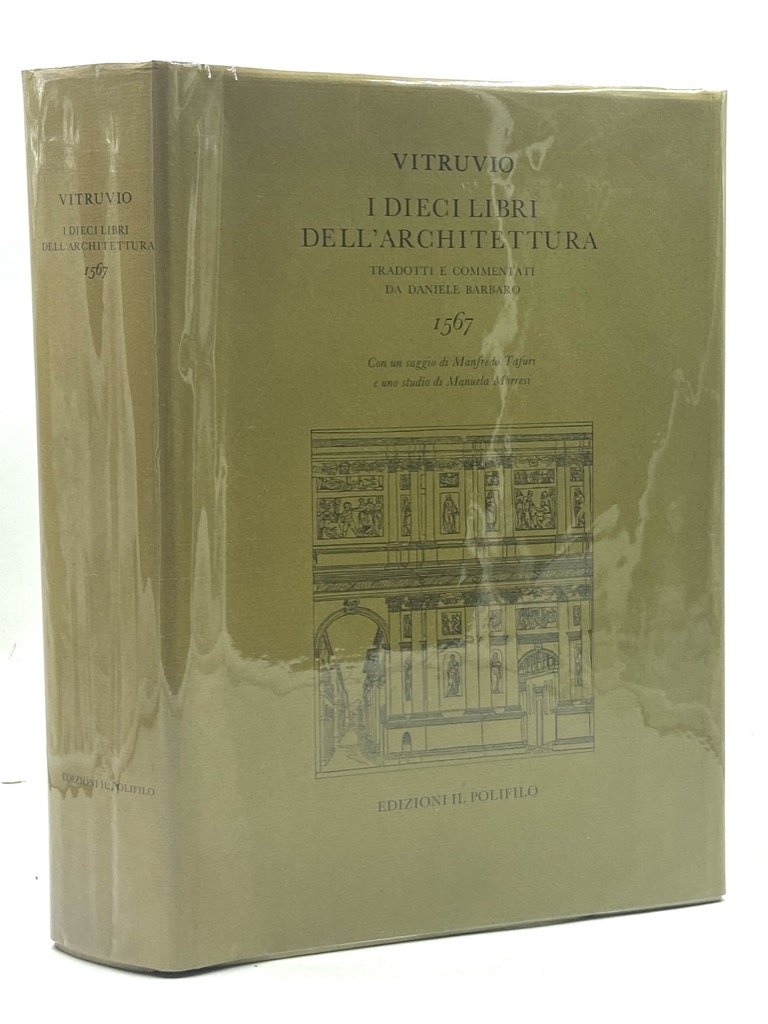 VITRUVIO
I DIECI LIBRI
DELL'ARCHITETTURA
1567
EDIZIONI IL POLIFILO
VITRUVIO
I DIECI LIBRI
DELL'ARCHITETTURA
TRADOTTI E COMMENTATI
DA DANIELE BARBARO
1567
Con un saggio di Manfredo Tafuri
e uno studio di Manuela Morresi
EDIZIONI IL POLIFILO